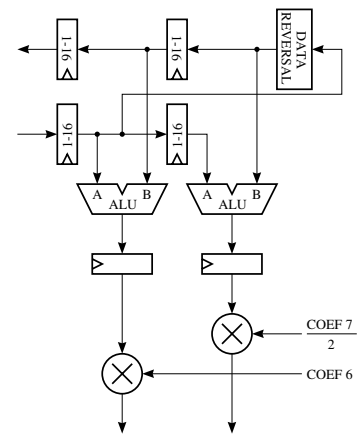 1-16
1-16
DATA
REVERSAL
1-16
1-16
A B
ALU
A B
ALU
COEF 7
2
COEF 6